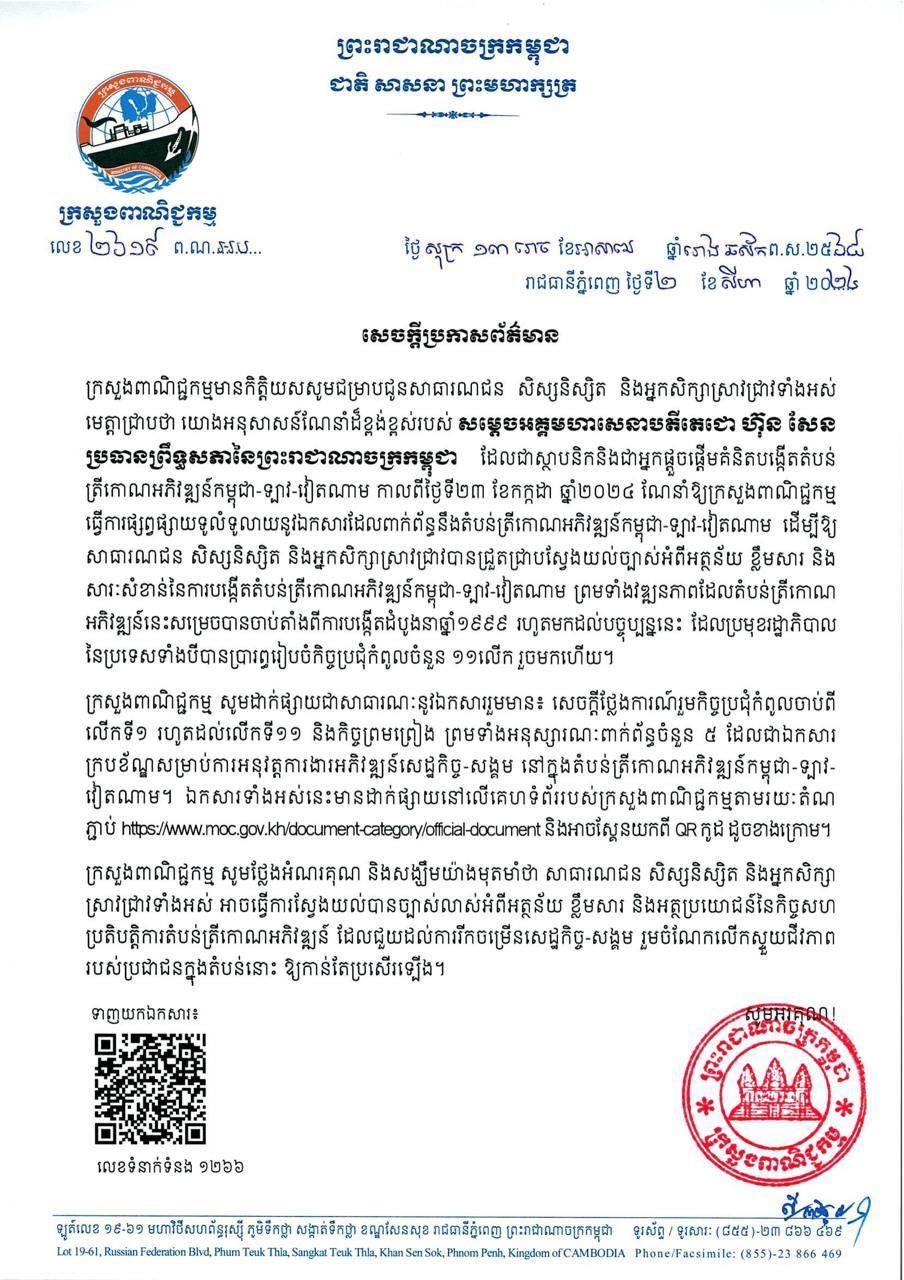 ព្រះរាជាណាចក្រកម្ពុជា
ជាតិ សាសនា ព្រះមហាក្សត្រ
ក្រសួងពាណិជ្ជកម្ម
MINISTRY OF COMMERCE
ក្រសួងពាណិជ្ជកម្ម
លេខ ២៦១៩ ព.ណ.អប...
ថ្ងៃ សុក្រ ១៣ រោច ខែអាសាឍ ឆ្នាំរោង ឆស័ក ព.ស.២៥៦៨
រាជធានីភ្នំពេញ ថ្ងៃទី២ ខែសីហា ឆ្នាំ ២០២៤
សេចក្តីប្រកាសព័ត៌មាន
ក្រសួងពាណិជ្ជកម្មមានកិត្តិយសសូមជម្រាបជូនសាធារណជន សិស្សនិស្សិត និងអ្នកសិក្សាស្រាវជ្រាវទាំងអស់
មេត្តាជ្រាបថា យោងអនុសាសន៍ណែនាំដ៏ខ្ពង់ខ្ពស់របស់ សម្តេចអគ្គមហាសេនាបតីតេជោ ហ៊ុន សែន
ប្រធានព្រឹទ្ធសភានៃព្រះរាជាណាចក្រកម្ពុជា ដែលជាស្ថាបនិកនិងជាអ្នកផ្តួចផ្តើមគំនិតបង្កើតតំបន់
ត្រីកោណអភិវឌ្ឍន៍កម្ពុជា-ឡាវ-វៀតណាម កាលពីថ្ងៃទី២៣ ខែកក្កដា ឆ្នាំ២០២៤ ណែនាំឱ្យក្រសួងពាណិជ្ជកម្ម
ធ្វើការផ្សព្វផ្សាយទូលំទូលាយនូវឯកសារដែលពាក់ព័ន្ធនឹងតំបន់ត្រីកោណអភិវឌ្ឍន៍កម្ពុជា-ឡាវ-វៀតណាម ដើម្បីឱ្យ
សាធារណជន សិស្សនិស្សិត និងអ្នកសិក្សាស្រាវជ្រាវបានជ្រួតជ្រាបស្វែងយល់ច្បាស់អំពីអត្ថន័យ ខ្លឹមសារ និង
សារៈសំខាន់នៃការបង្កើតតំបន់ត្រីកោណអភិវឌ្ឍន៍កម្ពុជា-ឡាវ-វៀតណាម ព្រមទាំងវឌ្ឍនភាពដែលតំបន់ត្រីកោណ
អភិវឌ្ឍន៍នេះសម្រេចបានចាប់តាំងពីការបង្កើតដំបូងនាឆ្នាំ១៩៩៩ រហូតមកដល់បច្ចុប្បន្ននេះ ដែលប្រមុខរដ្ឋាភិបាល
នៃប្រទេសទាំងបីបានប្រារព្ធរៀបចំកិច្ចប្រជុំកំពូលចំនួន ១១លើក រួចមកហើយ។
ក្រសួងពាណិជ្ជកម្ម សូមដាក់ផ្សាយជាសាធារណៈនូវឯកសាររួមមាន៖ សេចក្តីថ្លែងការណ៍រួមកិច្ចប្រជុំកំពូលចាប់ពី
លើកទី១ រហូតដល់លើកទី១១ និងកិច្ចព្រមព្រៀង ព្រមទាំងអនុស្សារណៈពាក់ព័ន្ធចំនួន ៥ ដែលជាឯកសារ
ក្របខ័ណ្ឌសម្រាប់ការអនុវត្តការងារអភិវឌ្ឍន៍សេដ្ឋកិច្ច-សង្គម នៅក្នុងតំបន់ត្រីកោណអភិវឌ្ឍន៍កម្ពុជា-ឡាវ-
វៀតណាម។ ឯកសារទាំងអស់នេះមានដាក់ផ្សាយនៅលើគេហទំព័ររបស់ក្រសួងពាណិជ្ជកម្មតាមរយៈតំណ
ភ្ជាប់ https://www.moc.gov.kh/document-category/official-document និងអាចស្កែនយកពី QR កូដ ដូចខាងក្រោម។
ក្រសួងពាណិជ្ជកម្ម សូមថ្លែងអំណរគុណ និងសង្ឃឹមយ៉ាងមុតមាំថា សាធារណជន សិស្សនិស្សិត និងអ្នកសិក្សា
ស្រាវជ្រាវទាំងអស់ អាចធ្វើការស្វែងយល់បានច្បាស់លាស់អំពីអត្ថន័យ ខ្លឹមសារ និងអត្ថប្រយោជន៍នៃកិច្ចសហ
ប្រតិបត្តិការតំបន់ត្រីកោណអភិវឌ្ឍន៍ ដែលជួយដល់ការរីកចម្រើនសេដ្ឋកិច្ច-សង្គម រួមចំណែកលើកស្ទួយជីវភាព
របស់ប្រជាជនក្នុងតំបន់នោះ ឱ្យកាន់តែប្រសើរឡើង។
ទាញយកឯកសារ៖
សូមអរគុណ!
ព្រះរាជាណាចក្រកម្ពុជា
ក្រសួងពាណិជ្ជកម្ម
លេខទំនាក់ទំនង ១២៦៦
ឡូត៍លេខ ១៩-៦១ មហាវិថីសហព័ន្ធរុស្ស៊ី ភូមិទឹកថ្លា សង្កាត់ទឹកថ្លា ខណ្ឌសែនសុខ រាជធានីភ្នំពេញ ព្រះរាជាណាចក្រកម្ពុជា ទូរស័ព្ទ / ទូរសារ: (៨៥៥)-២៣ ៨៦៦ ៤៦៩
Lot 19-61, Russian Federation Blvd, Phum Teuk Thla, Sangkat Teuk Thla, Khan Sen Sok, Phnom Penh, Kingdom of CAMBODIA Phone/Facsimile: (855)-23 866 469